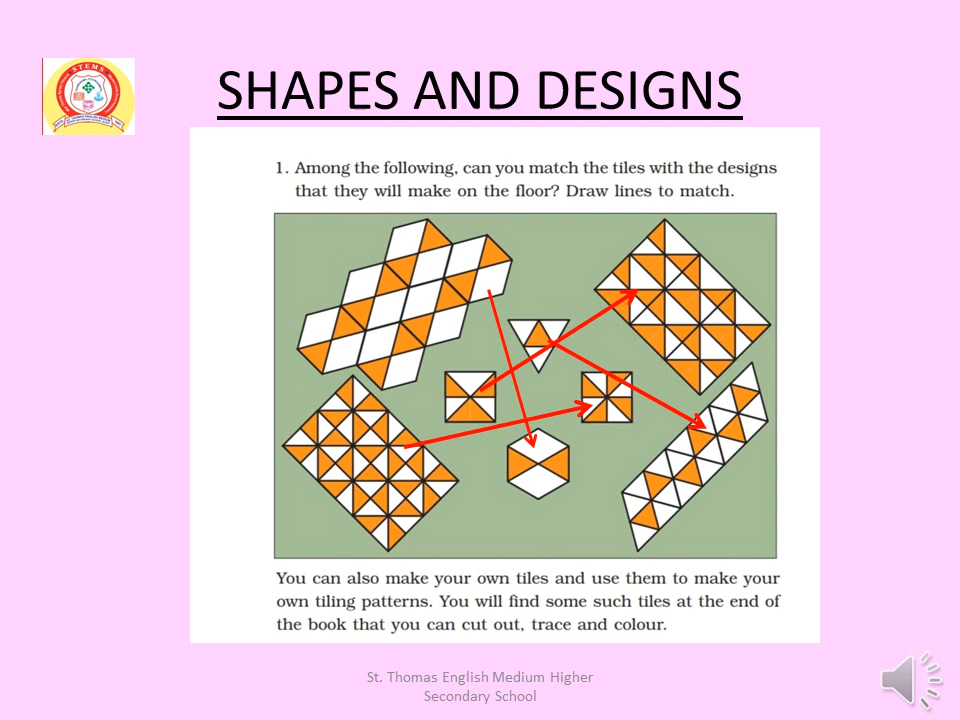 STEMS
SHAPES AND DESIGNS
1. Among the following, can you match the tiles with the designs
that they will make on the floor? Draw lines to match.
You can also make your own tiles and use them to make your
own tiling patterns. You will find some such tiles at the end of
the book that you can cut out, trace and colour.
St. Thomas English Medium Higher
Secondary School